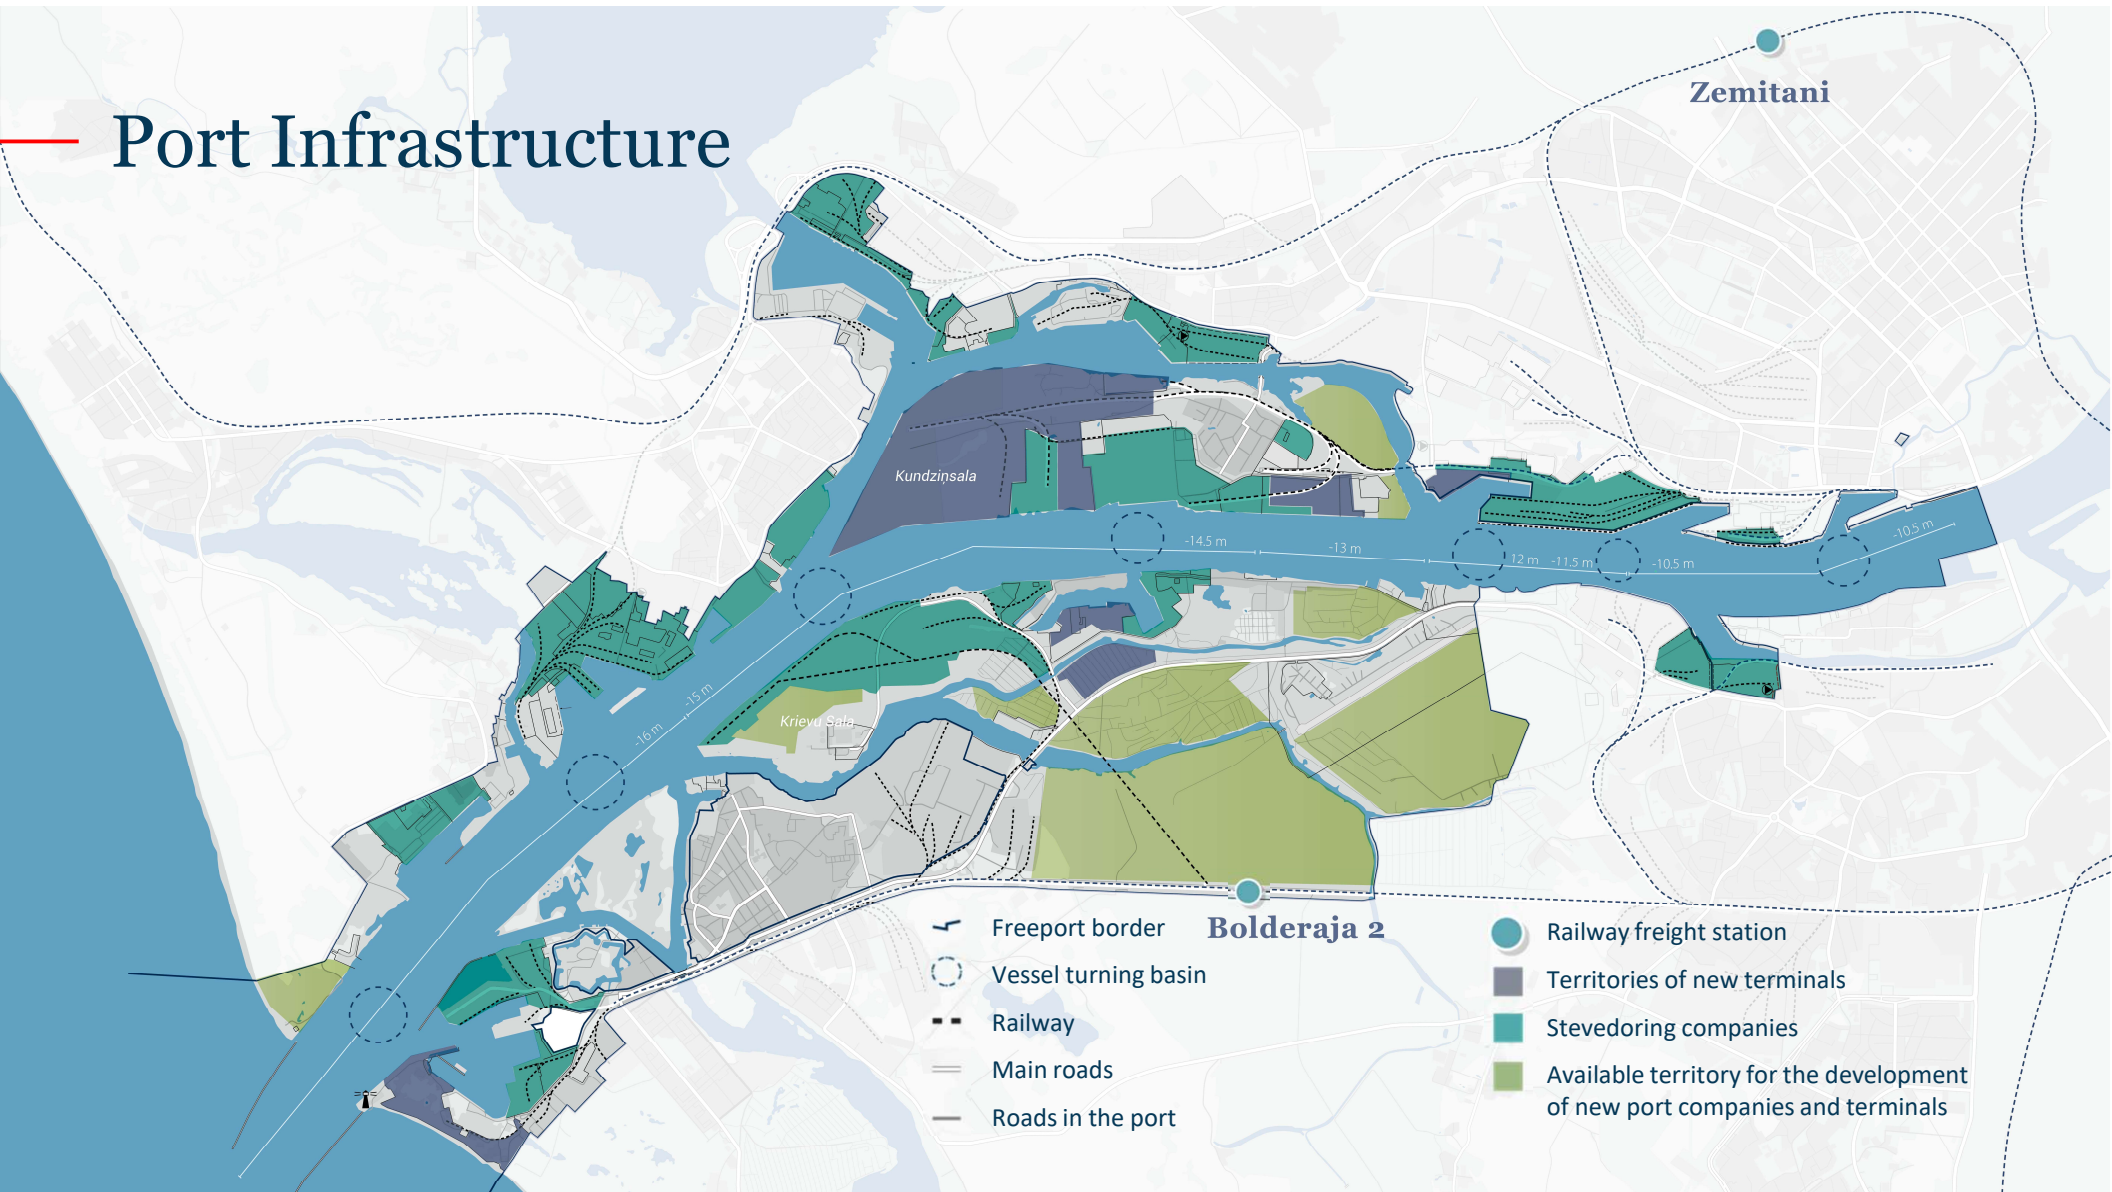 Zemitani
Port Infrastructure
Kundziņsala
-14.5 m
-13 m
12 m
-11.5 m
-10.5 m
-10.5 m
-15 m
-16 m
Krievu Sala
Bolderaja 2
Freeport border
Vessel turning basin
Railway
Main roads
Roads in the port
Railway freight station
Territories of new terminals
Stevedoring companies
Available territory for the development
of new port companies and terminals